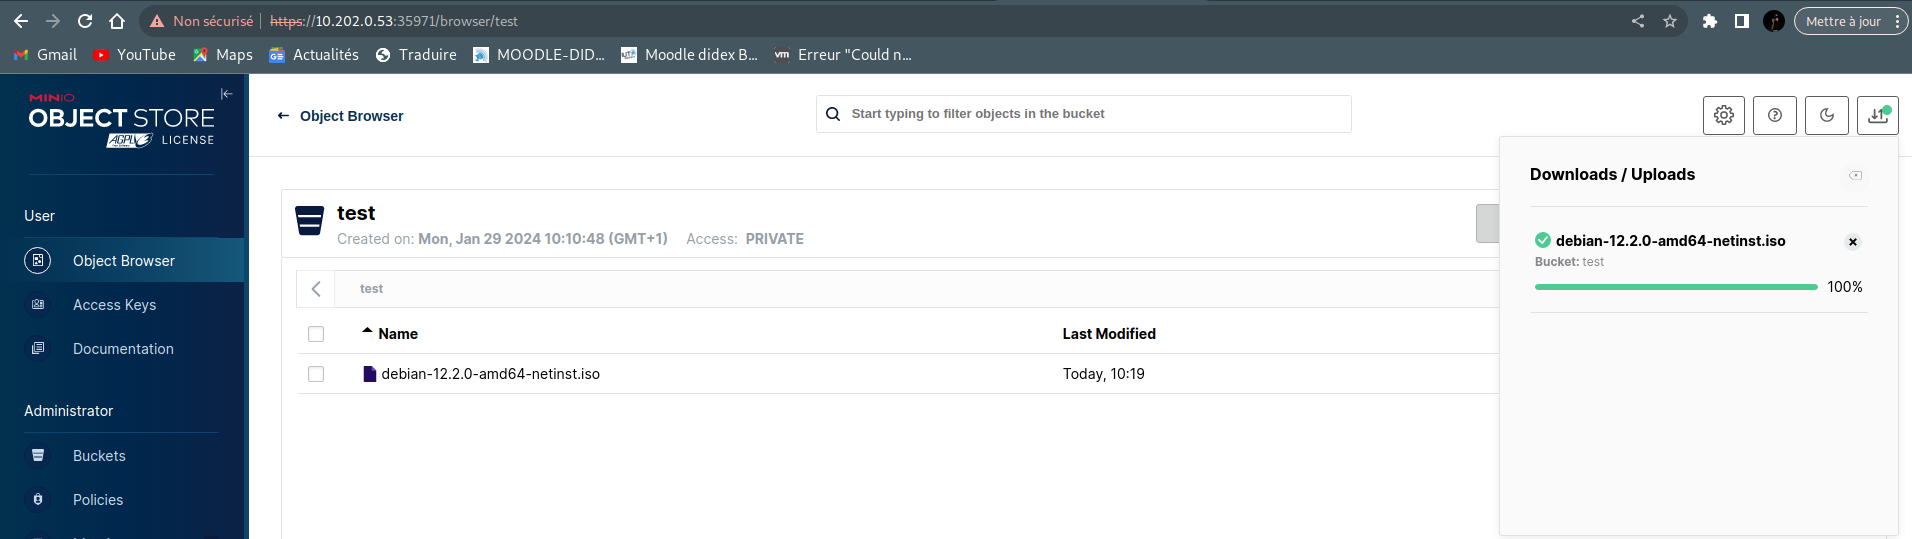 Non sécurisé https://10.202.0.53:35971/browser/test Mettre à jour
Gmail YouTube Maps Actualités Traduire MOODLE-DID... Moodle didex B... vm Erreur "Could n...
MINIO
OBJECT STORE
AGPLv3 LICENSE
User
Object Browser
Access Keys
Documentation
Administrator
Buckets
Policies
Object Browser
Start typing to filter objects in the bucket
test
Created on: Mon, Jan 29 2024 10:10:48 (GMT+1) Access: PRIVATE
test
Name Last Modified
debian-12.2.0-amd64-netinst.iso Today, 10:19
Downloads / Uploads
debian-12.2.0-amd64-netinst.iso
Bucket: test
100%